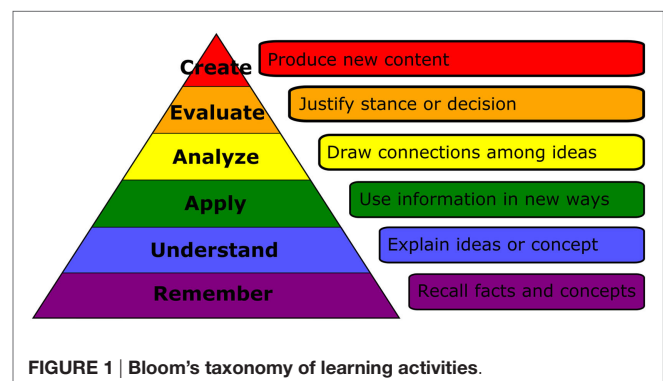 Create
Produce new content
Evaluate
Justify stance or decision
Analyze
Draw connections among ideas
Apply
Use information in new ways
Understand
Explain ideas or concept
Remember
Recall facts and concepts
FIGURE 1 | Bloom's taxonomy of learning activities.